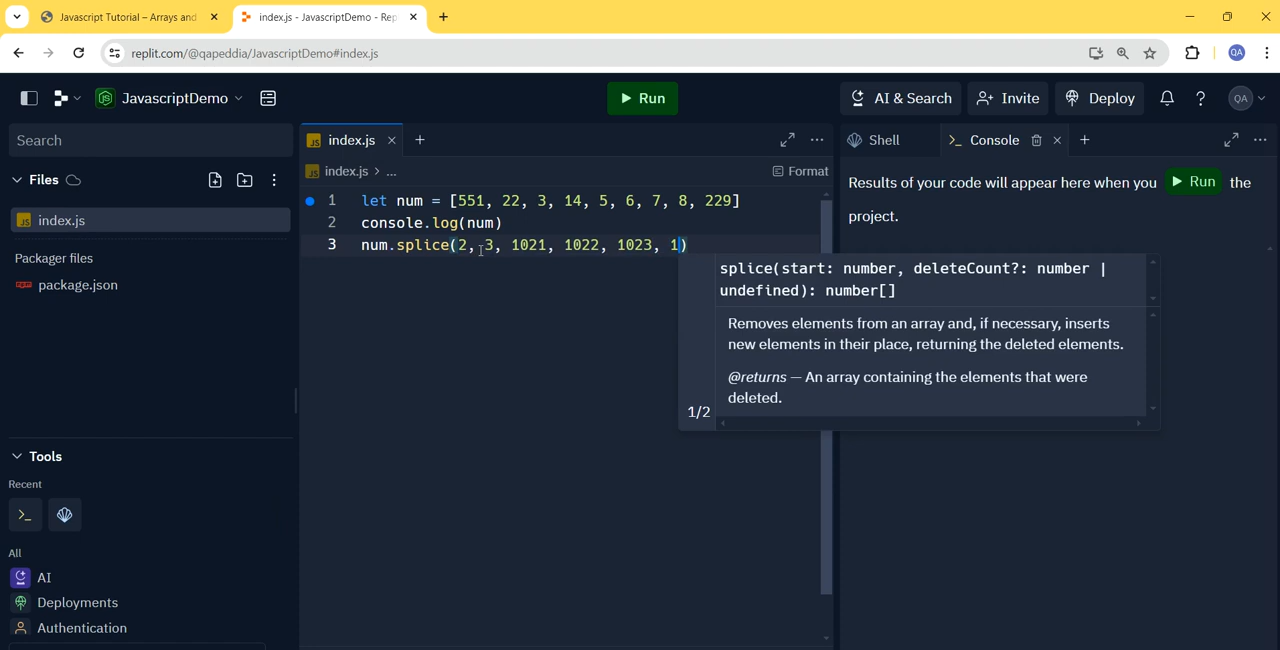 Javascript Tutorial – Arrays and
index.js - JavascriptDemo - Rep
replit.com/@qapeddia/JavascriptDemo#index.js
QA
JavascriptDemo
Run
AI & Search
Invite
Deploy
?
QA
Search
Files
index.js
Packager files
package.json
Tools
Recent
All
AI
Deployments
Authentication
JS index.js
JS index.js > ...
Format
1 let num = [551, 22, 3, 14, 5, 6, 7, 8, 229]
2 console.log(num)
3 num.splice(2, 3, 1021, 1022, 1023, 1)
splice(start: number, deleteCount?: number |
undefined): number[]
Removes elements from an array and, if necessary, inserts
new elements in their place, returning the deleted elements.
@returns — An array containing the elements that were
deleted.
1/2
Shell
Console
Results of your code will appear here when you Run the
project.